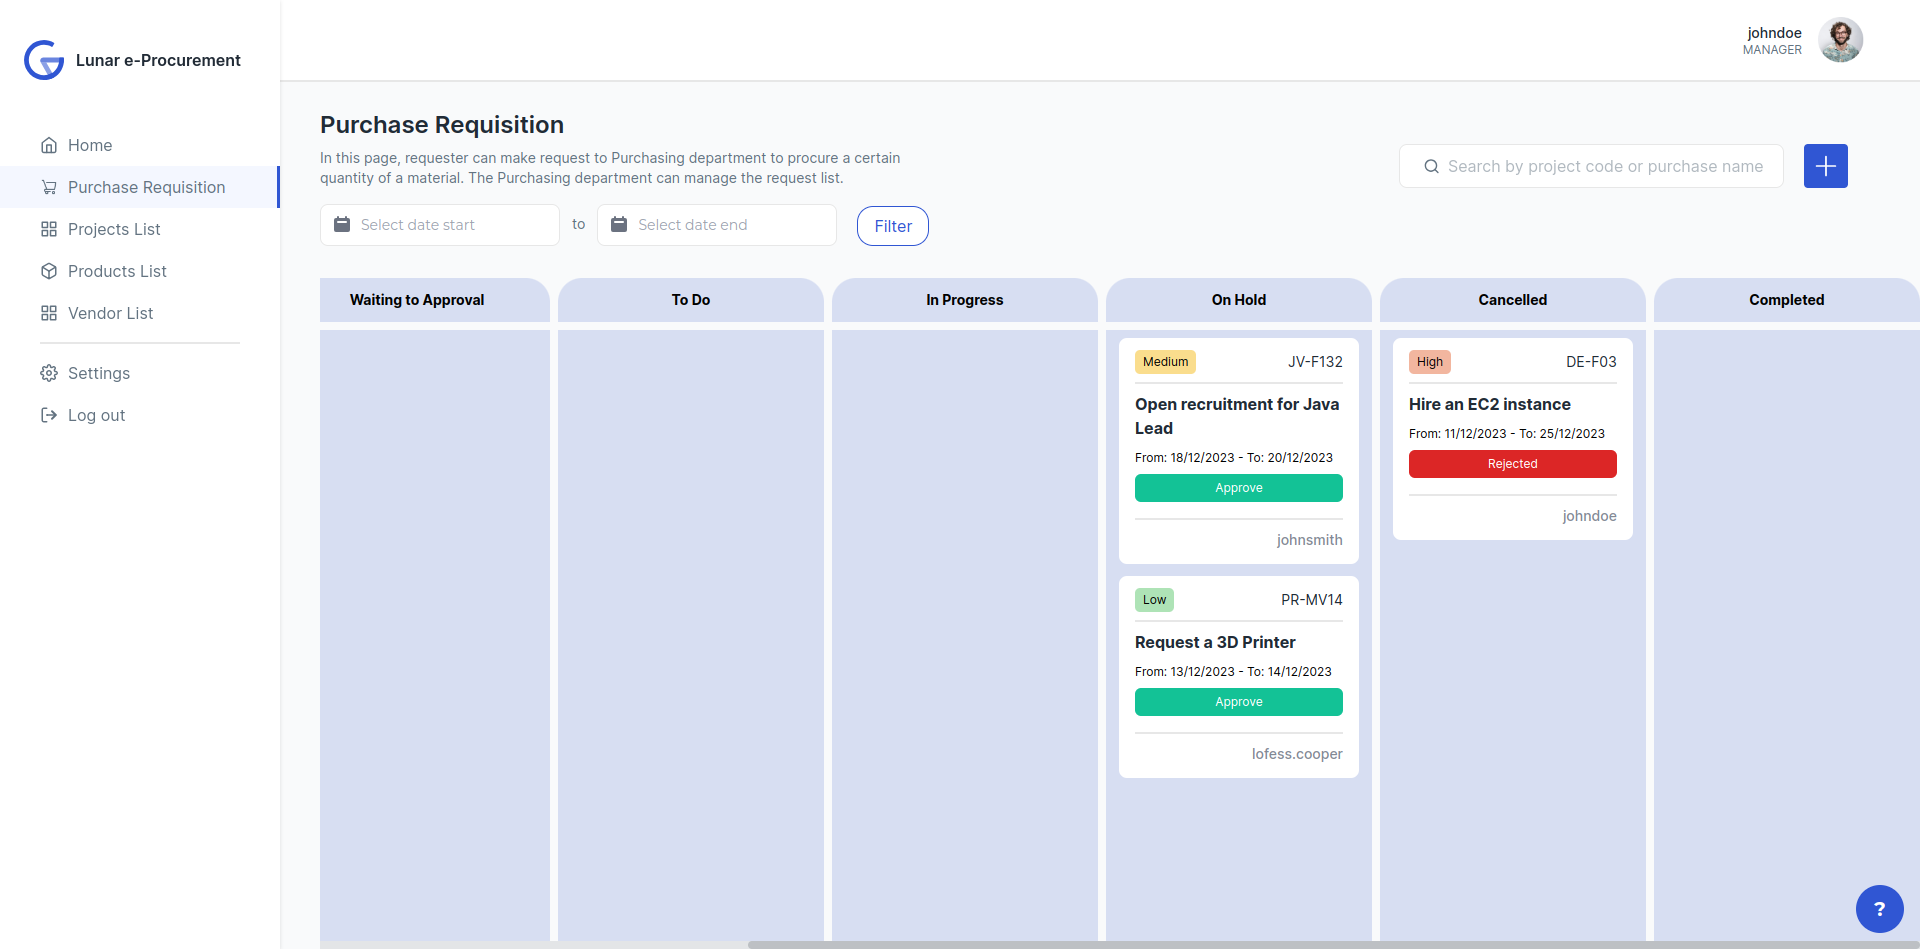 Lunar e-Procurement
johndoe
MANAGER
Home
Purchase Requisition
Projects List
Products List
Vendor List
Settings
Log out
Purchase Requisition
In this page, requester can make request to Purchasing department to procure a certain
quantity of a material. The Purchasing department can manage the request list.
Search by project code or purchase name
Select date start
to
Select date end
Filter
Waiting to Approval
To Do
In Progress
On Hold
Cancelled
Completed
Medium
JV-F132
Open recruitment for Java
Lead
From: 18/12/2023 - To: 20/12/2023
Approve
johnsmith
Low
PR-MV14
Request a 3D Printer
From: 13/12/2023 - To: 14/12/2023
Approve
lofess.cooper
High
DE-F03
Hire an EC2 instance
From: 11/12/2023 - To: 25/12/2023
Rejected
johndoe
?